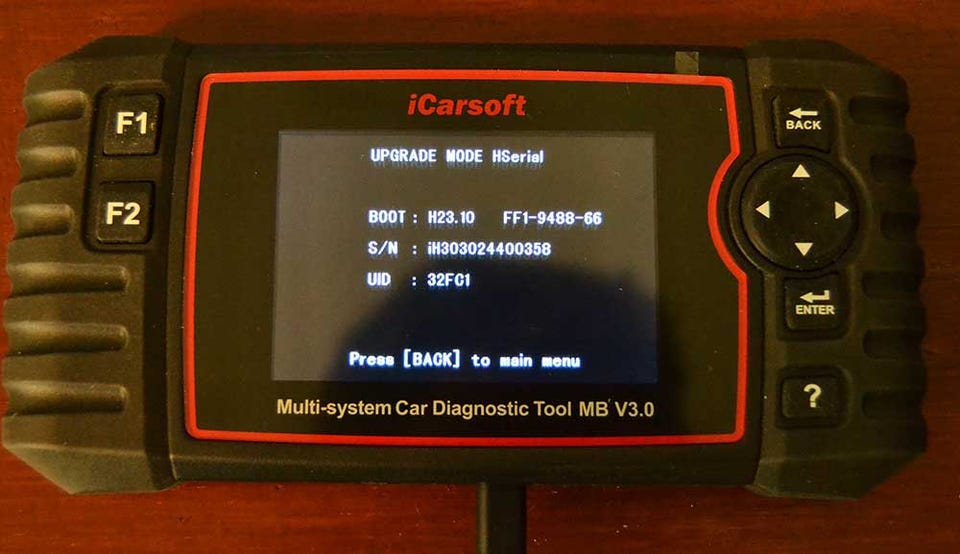 iCarsoft
F1
F2
BACK
UPGRADE MODE HSerial
BOOT : H23.10 FF1-9488-66
S/N : iH303024400358
UID : 32FC1
Press [BACK] to main menu
ENTER
?
Multi-system Car Diagnostic Tool MB V3.0